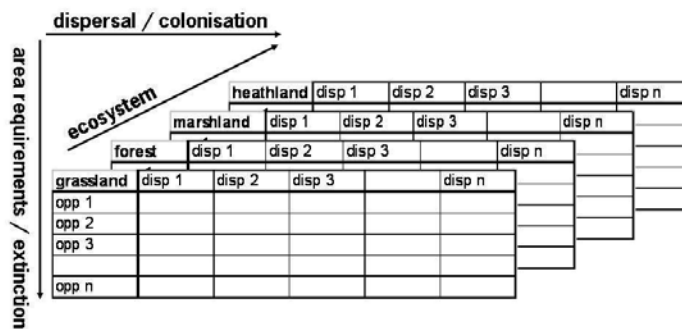 dispersal / colonisation
area requirements / extinction
ecosystem
heathland disp 1 disp 2 disp 3 disp n
marshland disp 1 disp 2 disp 3 disp n
forest disp 1 disp 2 disp 3 disp n
grassland disp 1 disp 2 disp 3 disp n
opp 1
opp 2
opp 3
opp n